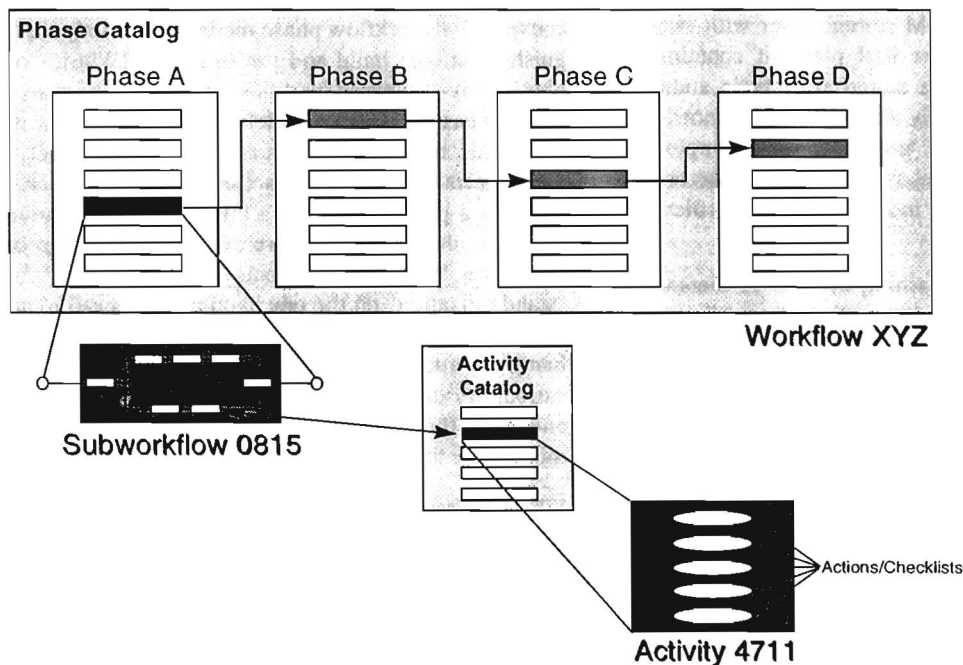 Phase Catalog
Phase A
Phase B
Phase C
Phase D
Workflow XYZ
Activity
Catalog
Subworkflow 0815
Actions/Checklists
Activity 4711